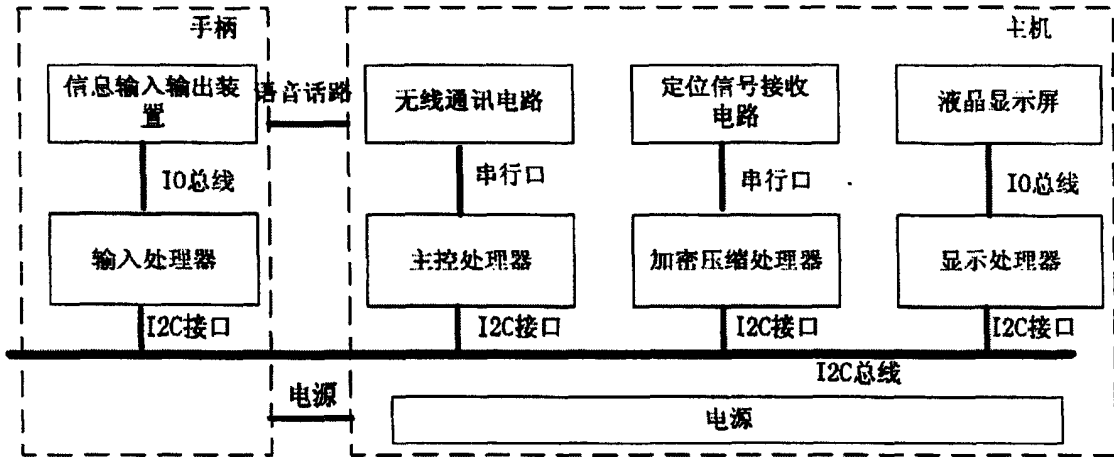 手柄
主机
信息输入输出装
置
语音话路
无线通讯电路
定位信号接收
电路
液晶显示屏
IO总线
串行口
串行口
IO总线
输入处理器
主控处理器
加密压缩处理器
显示处理器
I2C接口
I2C接口
I2C接口
I2C接口
I2C总线
电源
电源